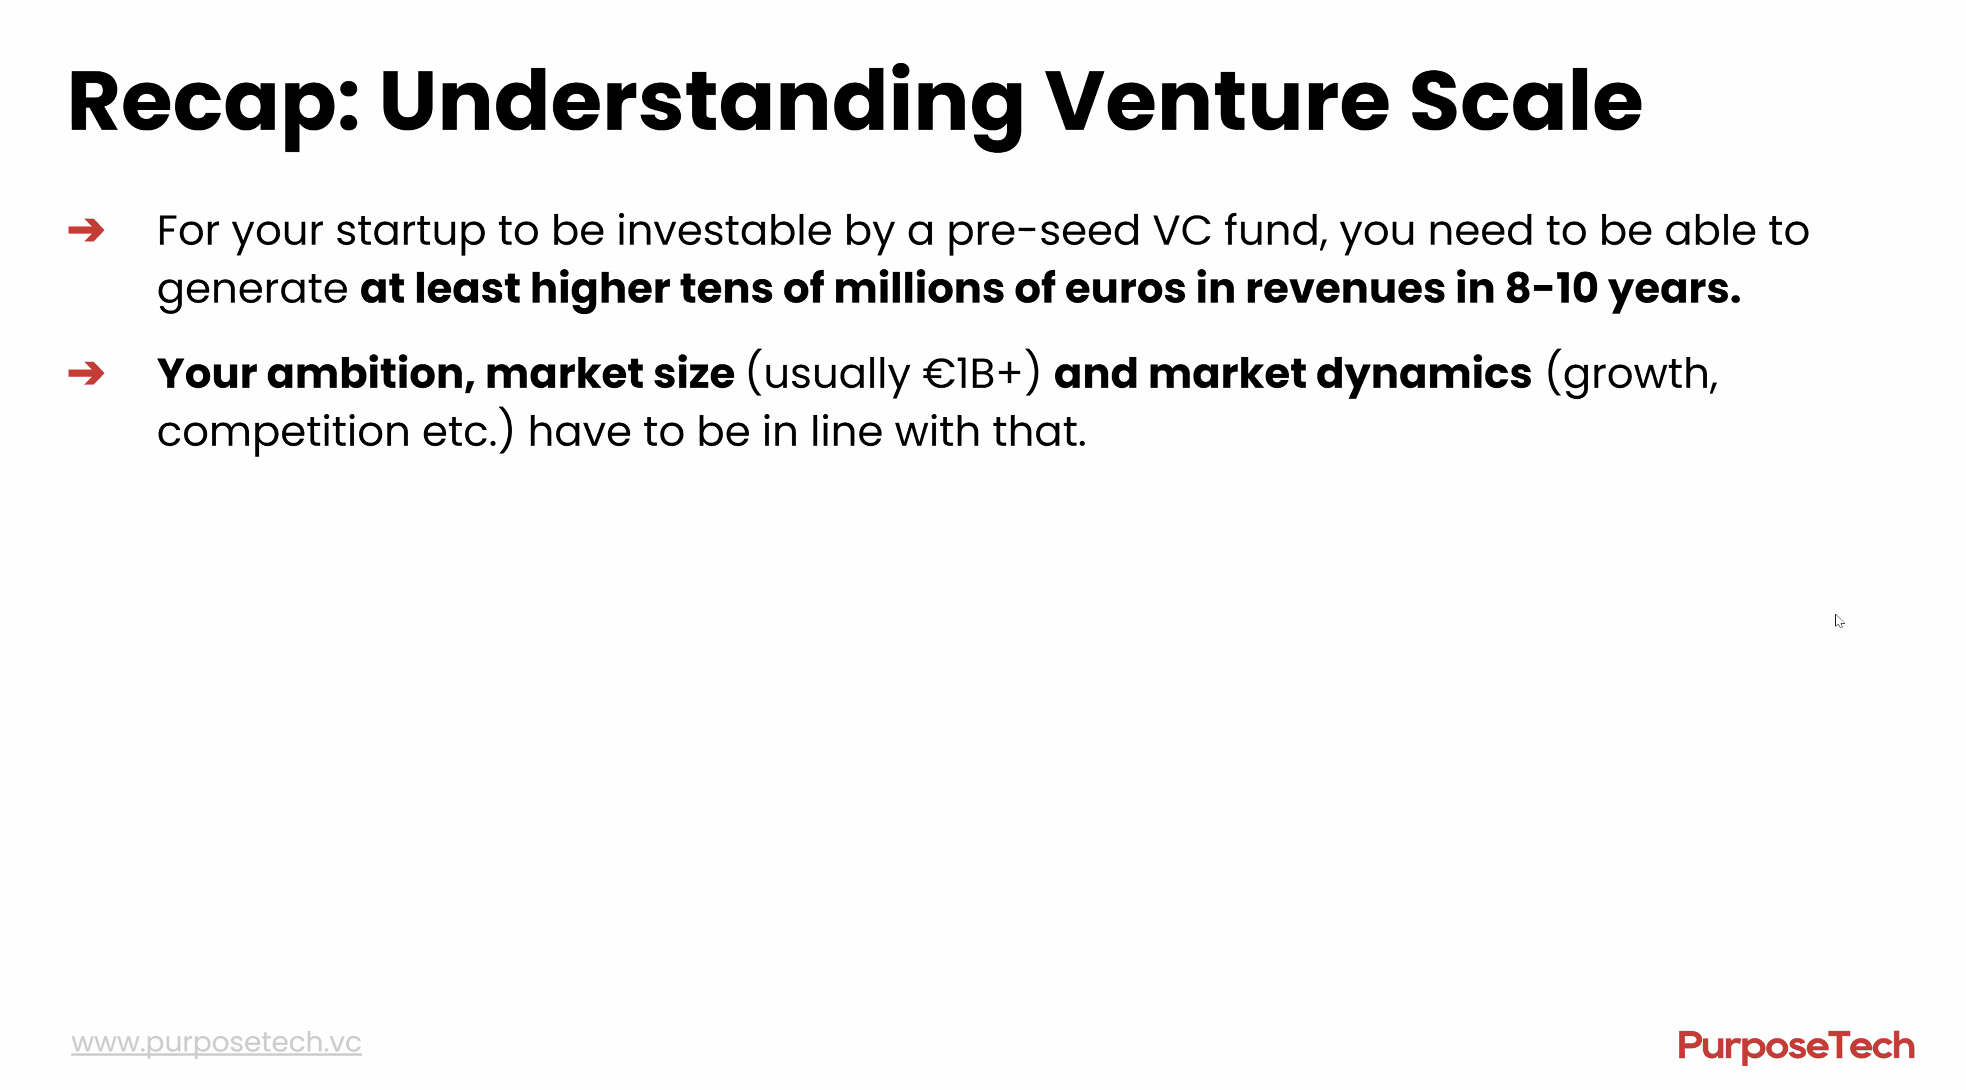 Recap: Understanding Venture Scale
➔ For your startup to be investable by a pre-seed VC fund, you need to be able to
generate at least higher tens of millions of euros in revenues in 8-10 years.
➔ Your ambition, market size (usually €1B+) and market dynamics (growth,
competition etc.) have to be in line with that.
www.purposetech.vc
PurposeTech